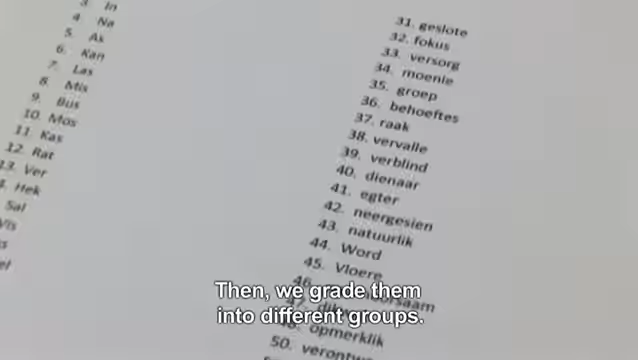 3 In
4 Na
5. As
6. Kan
7. Las
8. Mis
9. Bus
10. Mos
11. Kas
12. Rat
13. Ver
Hek
Sal
31. geslote
32. fokus
33. versorg
34. moenie
35. groep
36. behoeftes
37. raak
38. vervalle
39. verblind
40. dienaar
41. egter
42. neergesien
43. natuurlik
44. Word
45. Vloere
46
opmerklik
50.
Then, we grade them
into different groups.